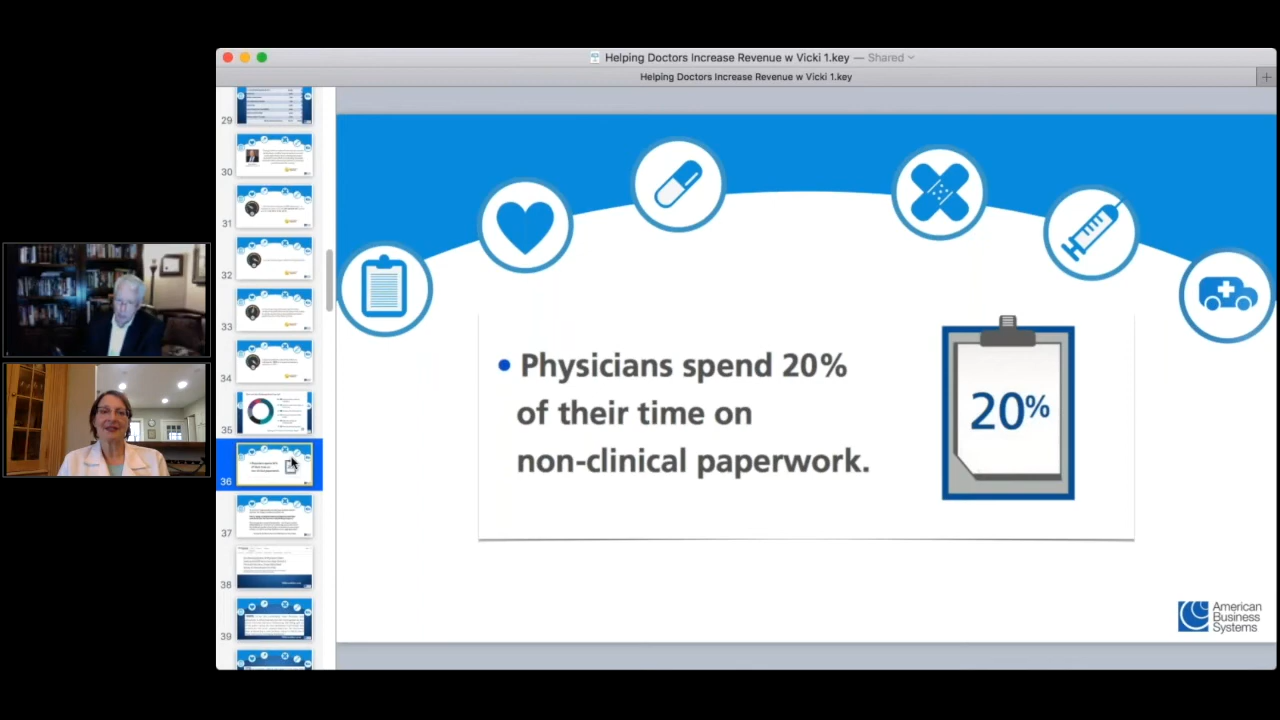 Helping Doctors Increase Revenue w Vicki 1.key — Shared
Helping Doctors Increase Revenue w Vicki 1.key
29
30
31
32
33
34
35
36
37
38
39
• Physicians spend 20%
of their time on
non-clinical paperwork.
20%
American
Business
Systems